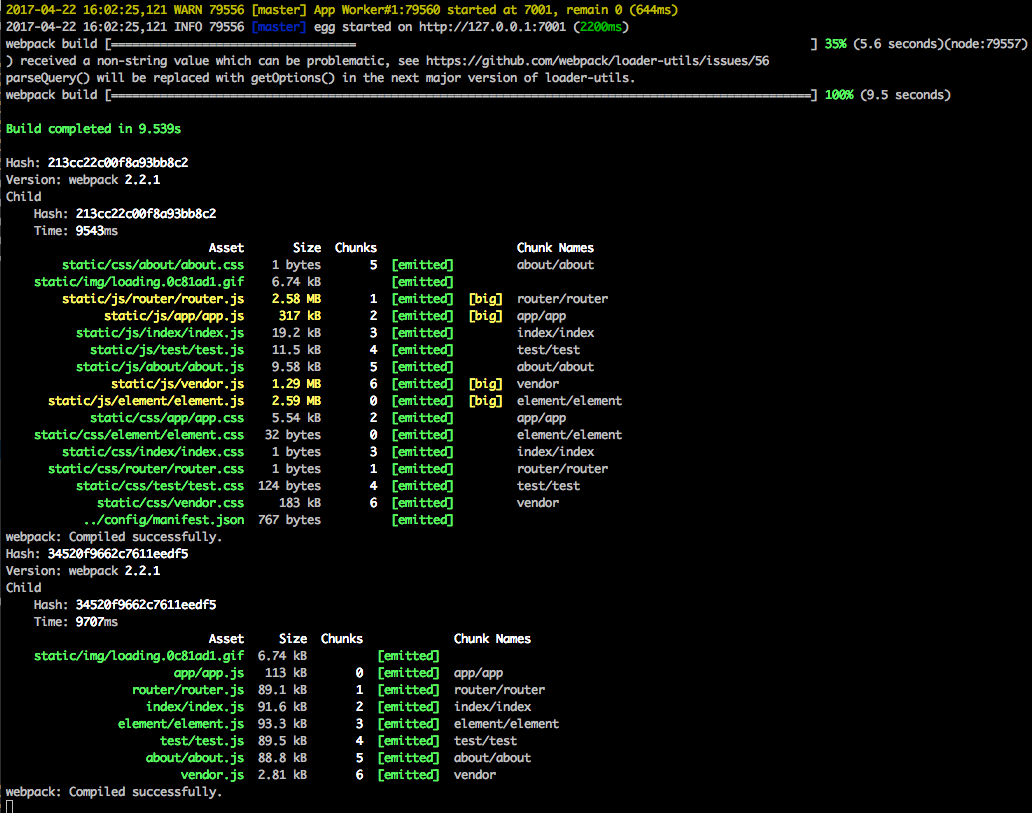 2017-04-22 16:02:25,121 WARN 79556 [master] App Worker#1:79560 started at 7001, remain 0 (644ms)
2017-04-22 16:02:25,121 INFO 79556 [master] egg started on http://127.0.0.1:7001 (2200ms)
webpack build [═══════════════════════════════════                                                                 ] 35% (5.6 seconds)(node:79557)
) received a non-string value which can be problematic, see https://github.com/webpack/loader-utils/issues/56
parseQuery() will be replaced with getOptions() in the next major version of loader-utils.
webpack build [════════════════════════════════════════════════════════════════════════════════════════════════════] 100% (9.5 seconds)
Build completed in 9.539s
Hash: 213cc22c00f8a93bb8c2
Version: webpack 2.2.1
Child
    Hash: 213cc22c00f8a93bb8c2
    Time: 9543ms
Asset Size Chunks Chunk Names
static/css/about/about.css 1 bytes 5 [emitted] about/about
static/img/loading.0c81ad1.gif 6.74 kB [emitted]
static/js/router/router.js 2.58 MB 1 [emitted] [big] router/router
static/js/app/app.js 317 kB 2 [emitted] [big] app/app
static/js/index/index.js 19.2 kB 3 [emitted] index/index
static/js/test/test.js 11.5 kB 4 [emitted] test/test
static/js/about/about.js 9.58 kB 5 [emitted] about/about
static/js/vendor.js 1.29 MB 6 [emitted] [big] vendor
static/js/element/element.js 2.59 MB 0 [emitted] [big] element/element
static/css/app/app.css 5.54 kB 2 [emitted] app/app
static/css/element/element.css 32 bytes 0 [emitted] element/element
static/css/index/index.css 1 bytes 3 [emitted] index/index
static/css/router/router.css 1 bytes 1 [emitted] router/router
static/css/test/test.css 124 bytes 4 [emitted] test/test
static/css/vendor.css 183 kB 6 [emitted] vendor
../config/manifest.json 767 bytes [emitted]
webpack: Compiled successfully.
Hash: 34520f9662c7611eedf5
Version: webpack 2.2.1
Child
    Hash: 34520f9662c7611eedf5
    Time: 9707ms
Asset Size Chunks Chunk Names
static/img/loading.0c81ad1.gif 6.74 kB [emitted]
app/app.js 113 kB 0 [emitted] app/app
router/router.js 89.1 kB 1 [emitted] router/router
index/index.js 91.6 kB 2 [emitted] index/index
element/element.js 93.3 kB 3 [emitted] element/element
test/test.js 89.5 kB 4 [emitted] test/test
about/about.js 88.8 kB 5 [emitted] about/about
vendor.js 2.81 kB 6 [emitted] vendor
webpack: Compiled successfully.